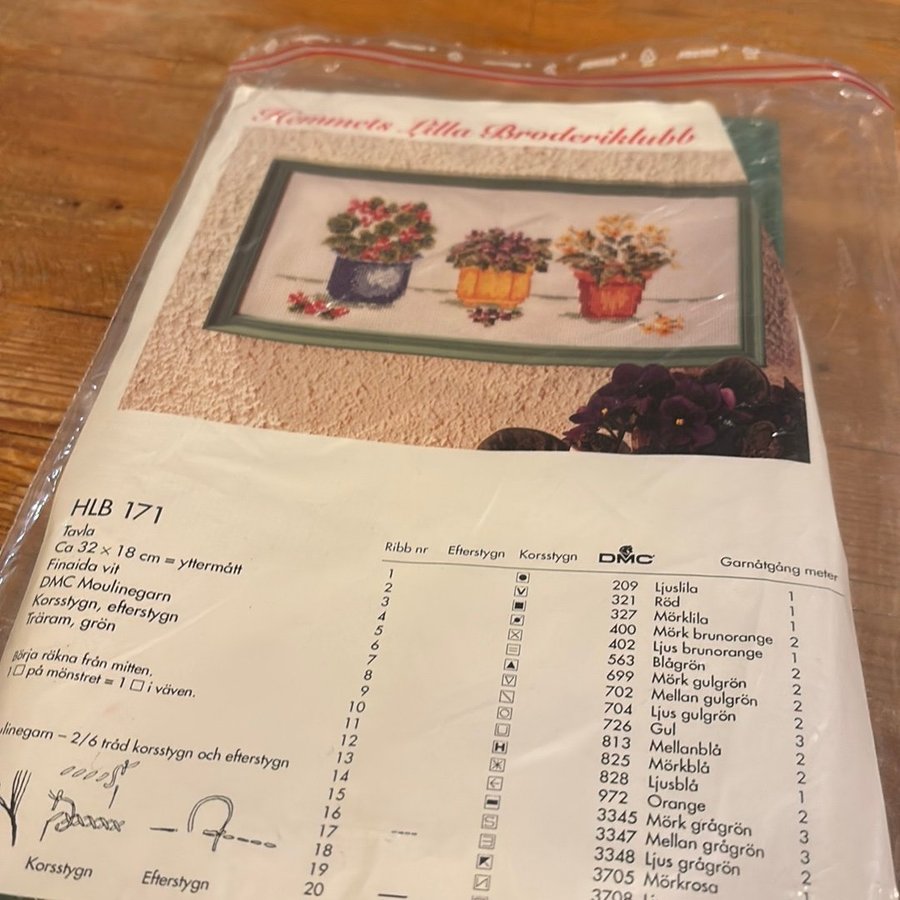 Hemmets Lilla Broderiklubb
HLB 171
Tavla
Ca 32 × 18 cm = yttermått
Finaida vit
DMC Moulinegarn
Korsstygn, efterstygn
Träram, grön
Börja räkna från mitten.
1 □ på mönstret = 1 □ i väven.
Moulinegarn – 2/6 tråd korsstygn och efterstygn
Korsstygn Efterstygn
Ribb nr Efterstygn Korsstygn DMC Garnåtgång meter
1 209 Ljuslila 1
2 321 Röd 1
3 327 Mörklila 1
4 400 Mörk brunorange 2
5 402 Ljus brunorange 1
6 563 Blågrön 2
7 699 Mörk gulgrön 2
8 702 Mellan gulgrön 2
9 704 Ljus gulgrön 2
10 726 Gul 3
11 813 Mellanblå 2
12 825 Mörkblå 2
13 828 Ljusblå 1
14 972 Orange 2
15 3345 Mörk grågrön 3
16 3347 Mellan grågrön 3
17 3348 Ljus grågrön 2
18 3705 Mörkrosa
19 3708
20